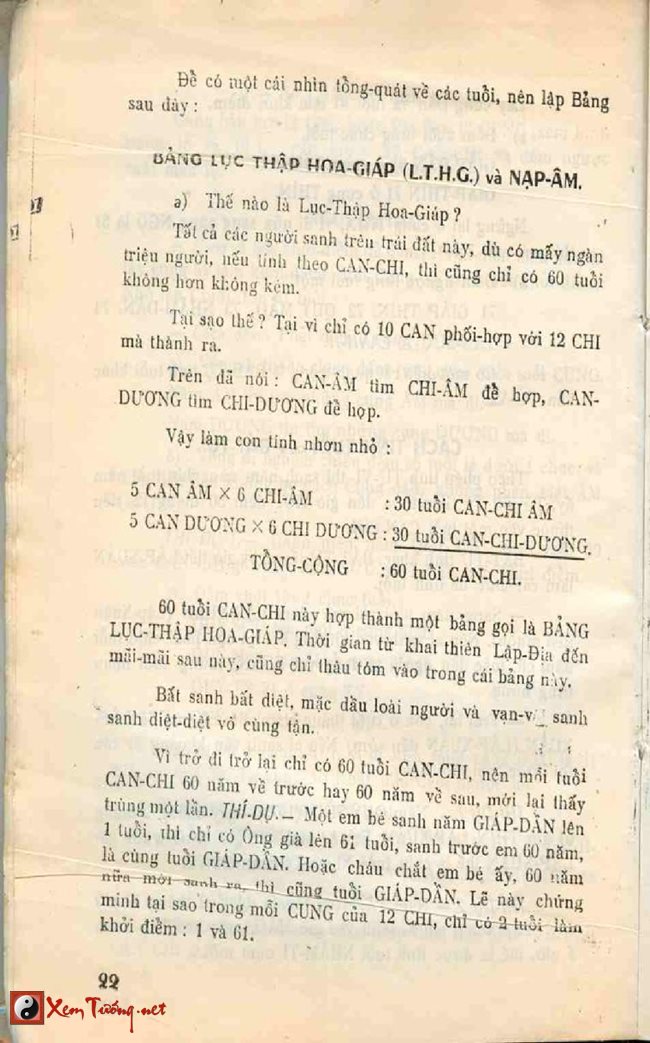 Đề có một cái nhìn tổng-quát về các tuổi, nên lập Bảng
sau dây :
BẢNG LỤC THẬP HOA-GIÁP (L.T.H.G.) và NẠP-ÂM.
a) Thế nào là Lục-Thập Hoa-Giáp ?
Tất cả các người sanh trên trái đất này, dù có mấy ngàn
triệu người, nếu tính theo CAN-CHI, thì cũng chỉ có 60 tuổi
không hơn không kém.
Tại sao thế ? Tại vì chỉ có 10 CAN phối-hợp với 12 CHI
mà thành ra.
Trên đã nói : CAN-ÂM tìm CHI-ÂM để hợp, CAN-
DƯƠNG tìm CHI-DƯƠNG để hợp.
Vậy làm con tính nhơn nhỏ :
5 CAN ÂM × 6 CHI-ÂM : 30 tuổi CAN-CHI ÂM
5 CAN DƯƠNG × 6 CHI DƯƠNG : 30 tuổi CAN-CHI-DƯƠNG.
TỔNG-CỘNG : 60 tuổi CAN-CHI.
60 tuổi CAN-CHI này hợp thành một bảng gọi là BẢNG
LỤC-THẬP HOA-GIÁP. Thời gian từ khai thiên Lập-Địa đến
mãi-mãi sau này, cũng chỉ thâu tóm vào trong cái bảng này.
Bất sanh bất diệt, mặc dầu loài người và vạn-v sanh
sanh diệt-diệt vô cùng tận.
Vì trở đi trở lại chỉ có 60 tuổi CAN-CHI, nên mỗi tuổi
CAN-CHI 60 năm về trước hay 60 năm về sau, mới lại thấy
trùng một lần. THÍ-DỤ.— Một em bé sanh năm GIÁP-DẦN lên
1 tuổi, thì chỉ có Ông già lên 61 tuổi, sanh trước em 60 năm,
là cùng tuổi GIÁP-DẦN. Hoặc cháu chắt em bé ấy, 60 năm
nữa mới sanh ra, thì cũng tuổi GIÁP-DẦN. Lẽ này chứng
minh tại sao trong mỗi CUNG của 12 CHI, chỉ có 2 tuổi làm
khởi điểm : 1 và 61.
22
XemTướng.net